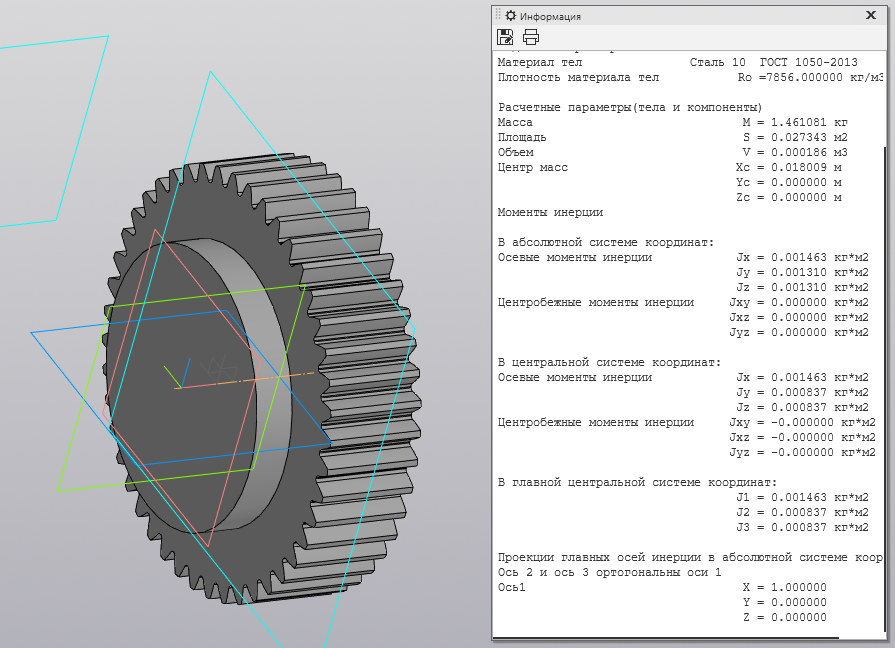 Информация
Материал тел Сталь 10 ГОСТ 1050-2013
Плотность материала тел Ro =7856.000000 кг/м3
Расчетные параметры(тела и компоненты)
Масса M = 1.461081 кг
Площадь S = 0.027343 м2
Объем V = 0.000186 м3
Центр масс Xc = 0.018009 м
Yc = 0.000000 м
Zc = 0.000000 м
Моменты инерции
В абсолютной системе координат:
Осевые моменты инерции Jx = 0.001463 кг*м2
Jy = 0.001310 кг*м2
Jz = 0.001310 кг*м2
Центробежные моменты инерции Jxy = 0.000000 кг*м2
Jxz = 0.000000 кг*м2
Jyz = 0.000000 кг*м2
В центральной системе координат:
Осевые моменты инерции Jx = 0.001463 кг*м2
Jy = 0.000837 кг*м2
Jz = 0.000837 кг*м2
Центробежные моменты инерции Jxy = -0.000000 кг*м2
Jxz = -0.000000 кг*м2
Jyz = -0.000000 кг*м2
В главной центральной системе координат:
J1 = 0.001463 кг*м2
J2 = 0.000837 кг*м2
J3 = 0.000837 кг*м2
Проекции главных осей инерции в абсолютной системе коор
Ось 2 и ось 3 ортогональны оси 1
Ось1 X = 1.000000
Y = 0.000000
Z = 0.000000